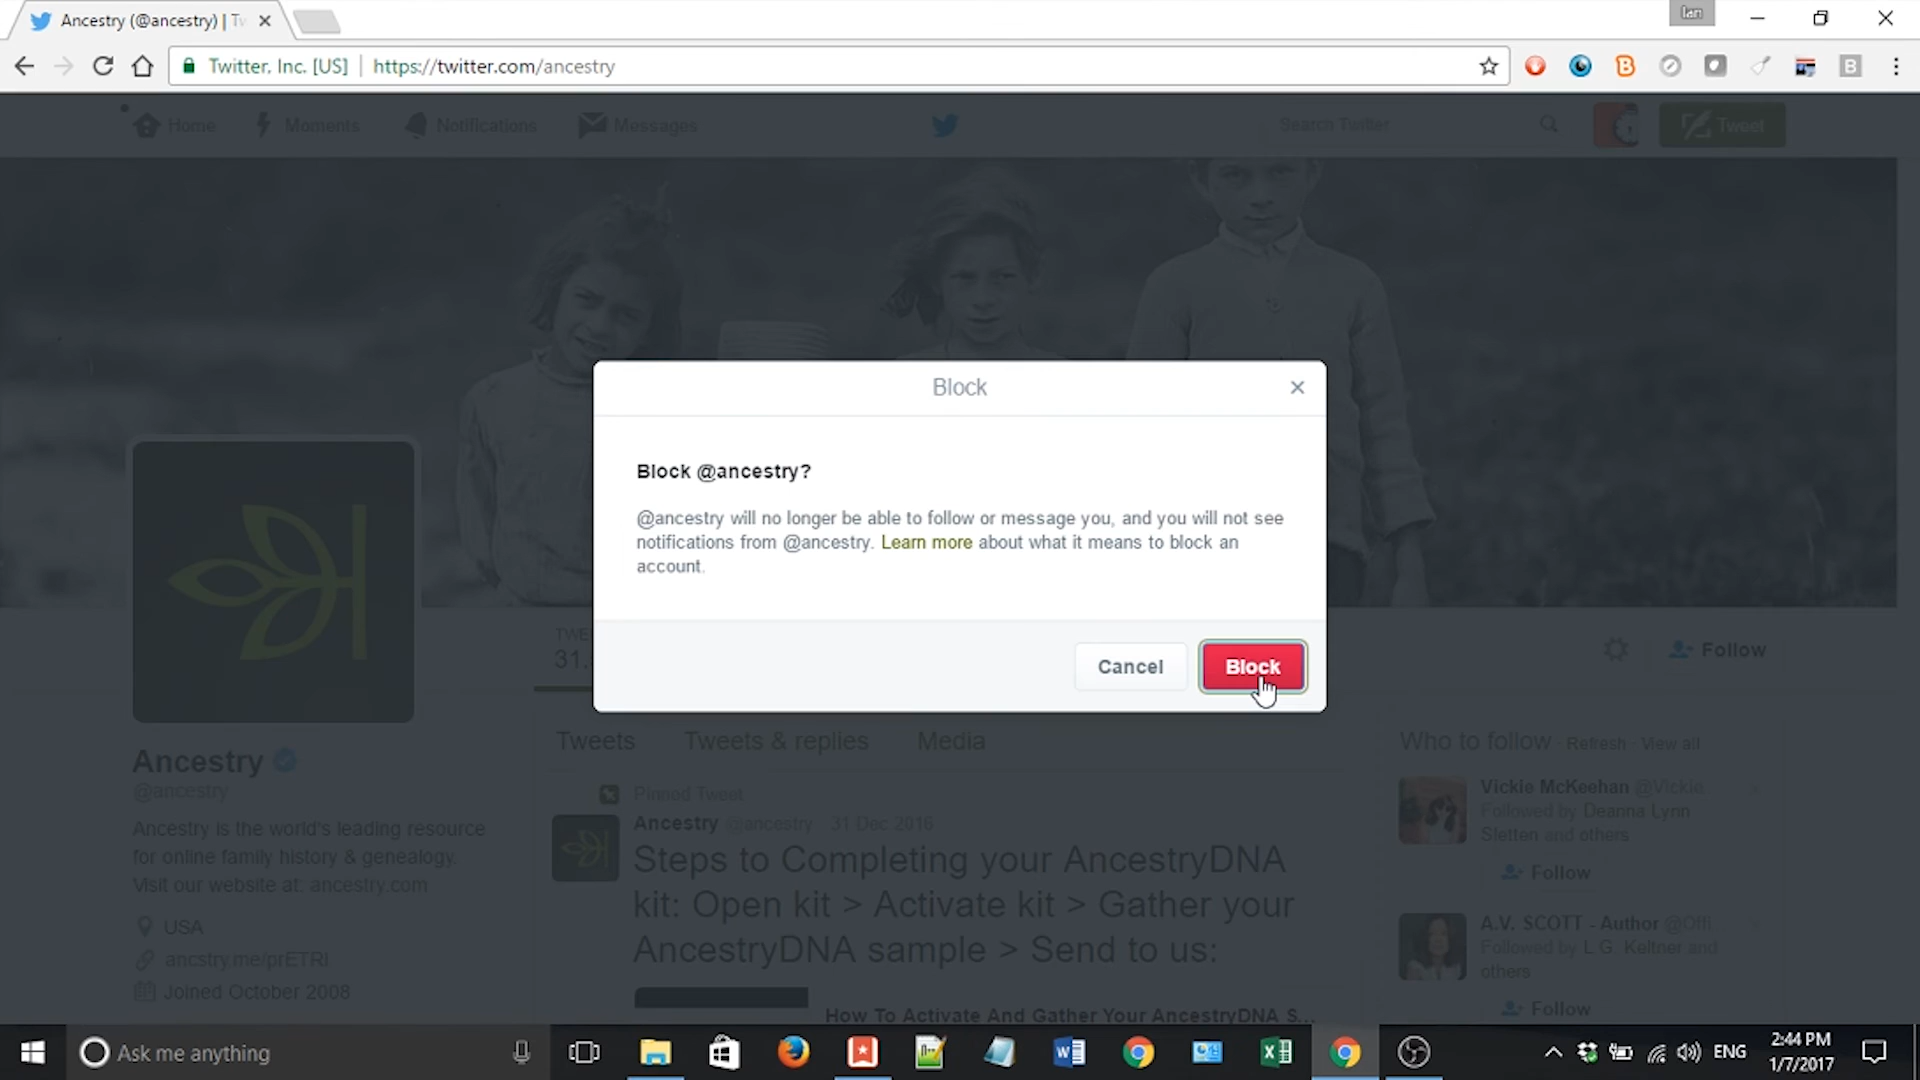 Ancestry (@ancestry) | Tw
Ian
Twitter, Inc. [US] https://twitter.com/ancestry
Home Moments Notifications Messages Search Twitter Tweet
Block
Block @ancestry?
@ancestry will no longer be able to follow or message you, and you will not see
notifications from @ancestry. Learn more about what it means to block an
account.
Cancel Block
TWE
31.
Follow
Ancestry
@ancestry
Ancestry is the world's leading resource
for online family history & genealogy.
Visit our website at: ancestry.com
USA
ancstry.me/prETRI
Joined October 2008
Tweets Tweets & replies Media
Pinned Tweet
Ancestry @ancestry 31 Dec 2016
Steps to Completing your AncestryDNA
kit: Open kit > Activate kit > Gather your
AncestryDNA sample > Send to us:
How To Activate And Gather Your AncestryDNA S...
Who to follow · Refresh · View all
Vickie McKeehan @Vickie
Followed by Deanna Lynn
Sletten and others
Follow
A.V. SCOTT - Author @Offi
Followed by L.G. Keltner and
others
Follow
Ask me anything
ENG
2:44 PM
1/7/2017